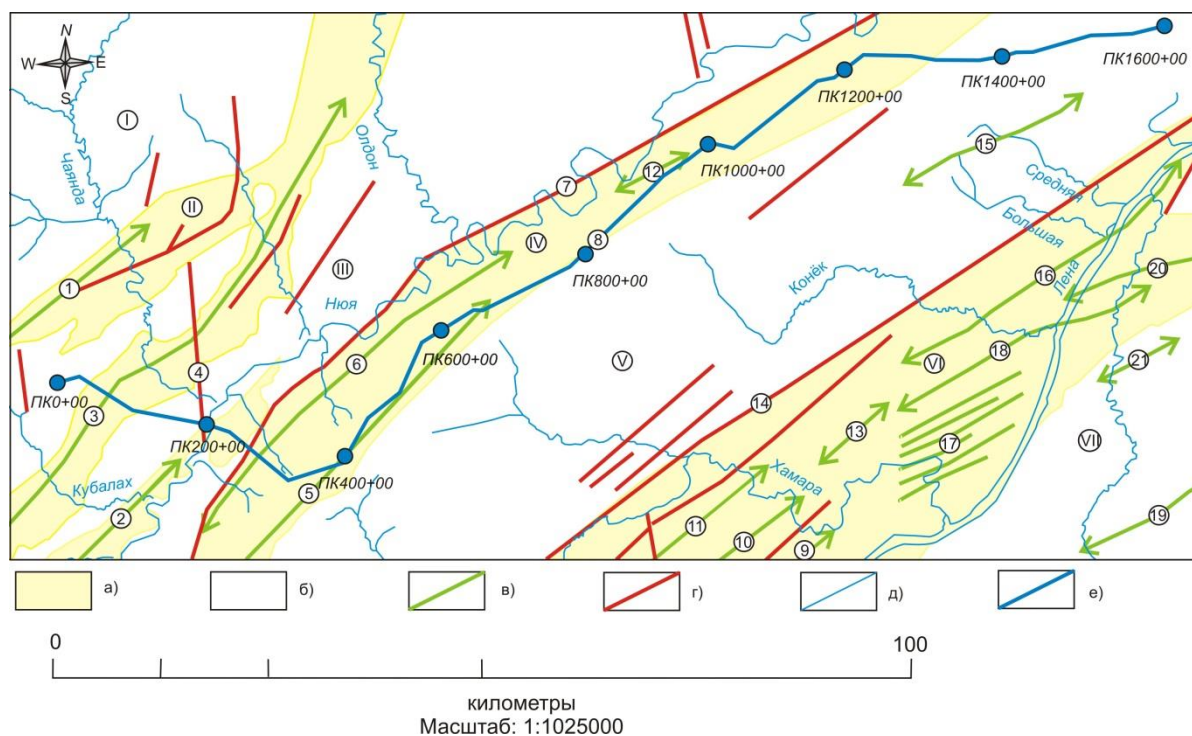 N
W E
S
I
Чаянда
II
1
III
Олдон
Нюя
7
IV
8
12
ПК1000+00
ПК1200+00
ПК1400+00
ПК1600+00
15
Средняя
Большая
Лена
16
20
Конёк
ПК800+00
ПК600+00
6
4
ПК0+00
3
ПК200+00
ПК400+00
5
Кубалах
2
V
14
VI
18
13
17
21
VII
Хамара
11
10
9
19
а)
б)
в)
г)
д)
е)
0 100
километры
Масштаб: 1:1025000